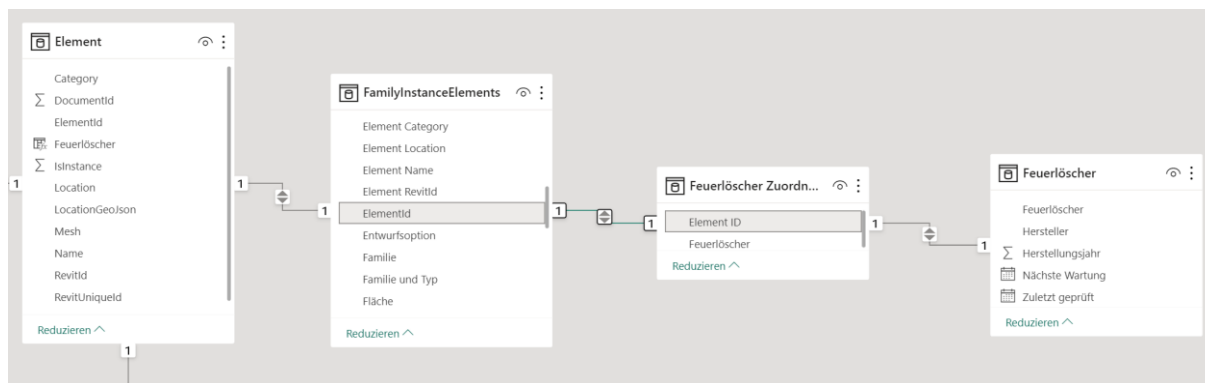 Element
Category
DocumentId
ElementId
Feuerlöscher
IsInstance
Location
LocationGeoJson
Mesh
Name
RevitId
RevitUniqueId
Reduzieren
1
1
1
FamilyInstanceElements
Element Category
Element Location
Element Name
Element RevitId
ElementId
Entwurfsoption
Familie
Familie und Typ
Fläche
Reduzieren
1
1
Feuerlöscher Zuordn...
Element ID
Feuerlöscher
Reduzieren
1
1
Feuerlöscher
Feuerlöscher
Hersteller
Herstellungsjahr
Nächste Wartung
Zuletzt geprüft
Reduzieren
1